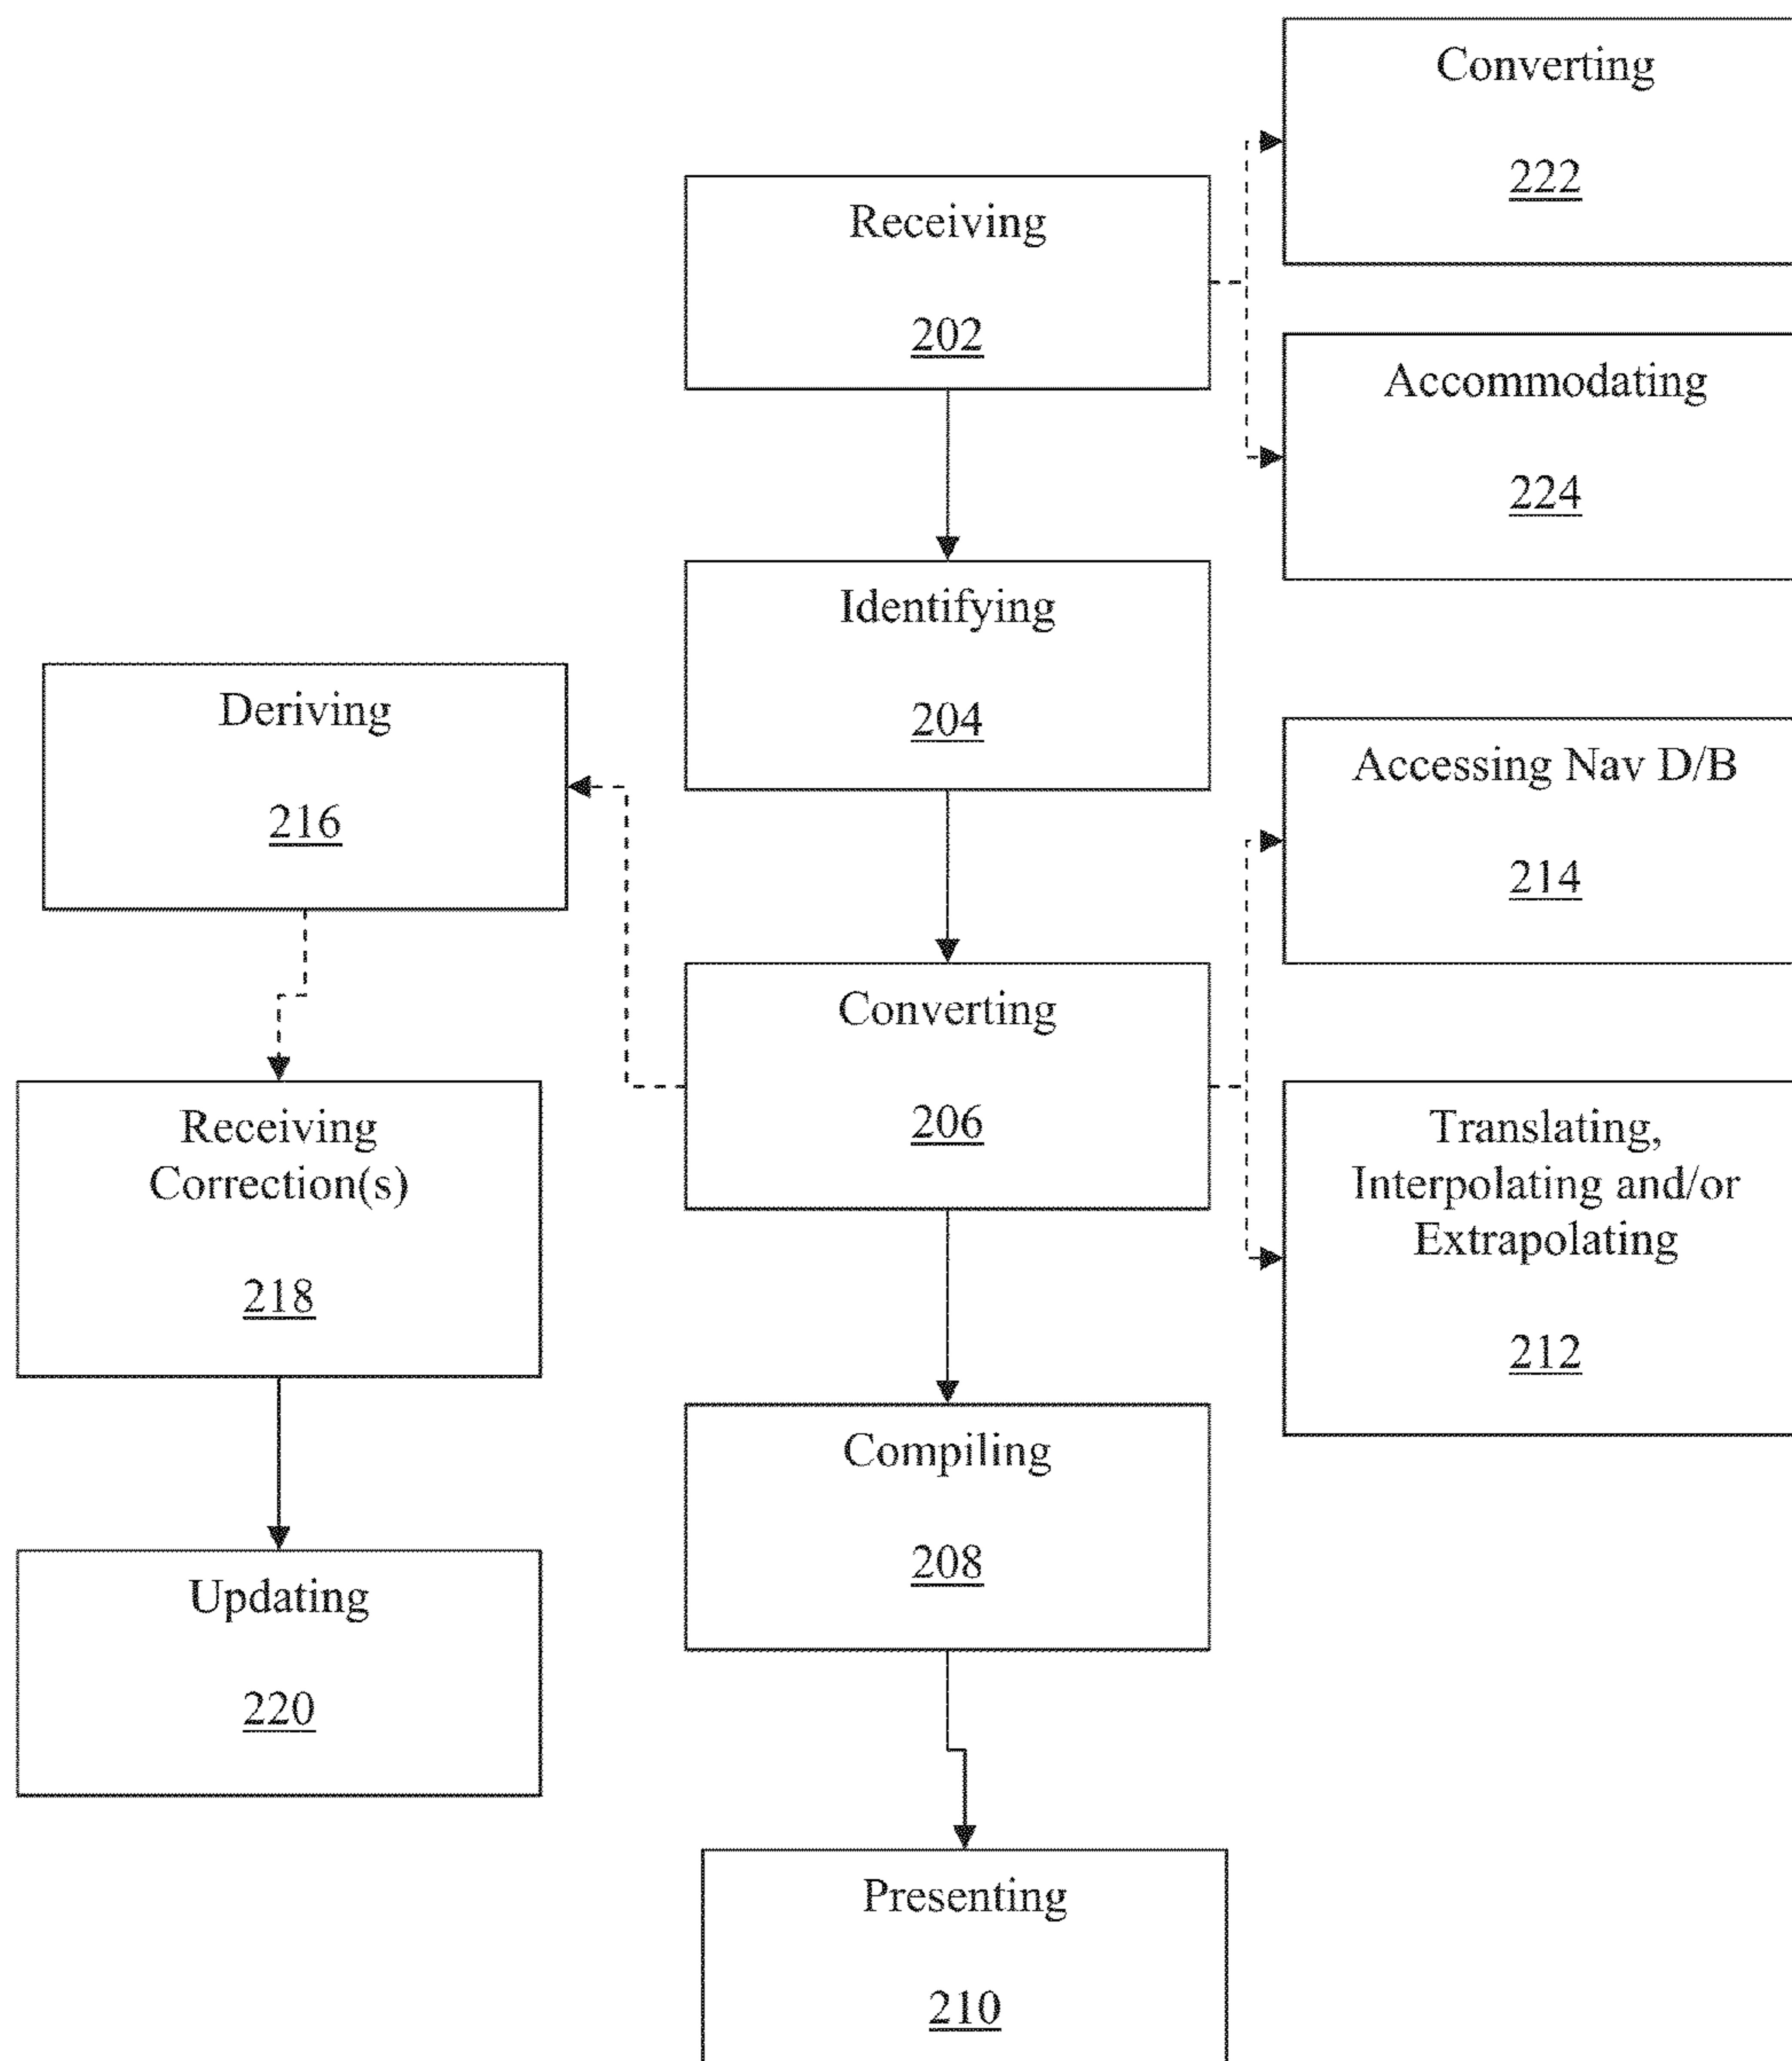 Converting
222
Receiving
202
Accommodating
224
Identifying
204
Deriving
216
Accessing Nav D/B
214
Converting
206
Receiving
Correction(s)
218
Translating,
Interpolating and/or
Extrapolating
212
Compiling
208
Updating
220
Presenting
210